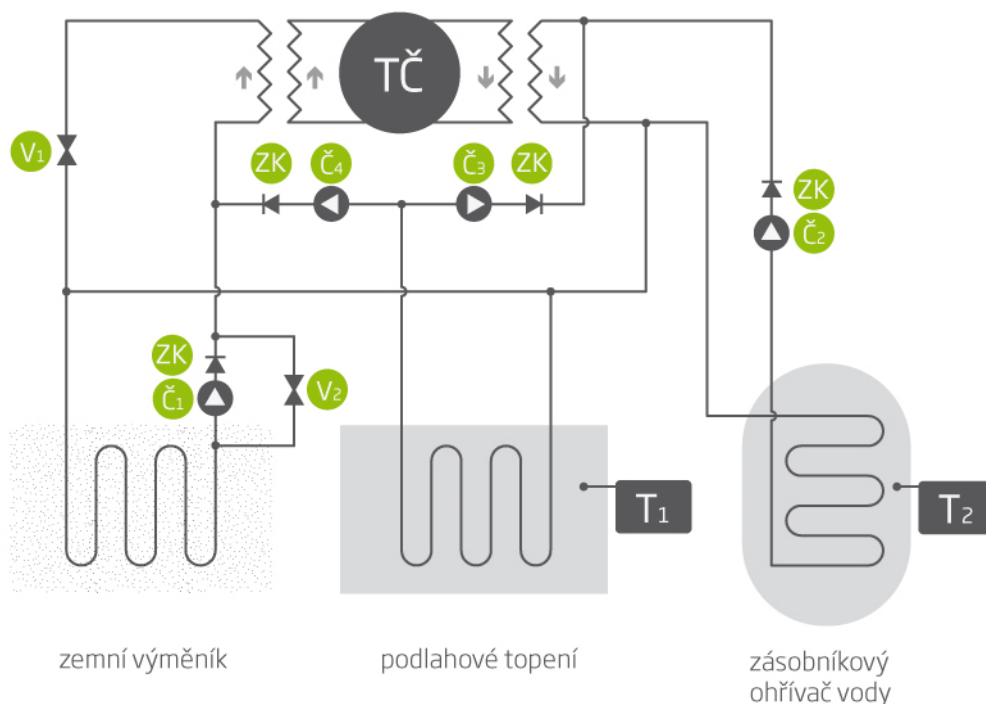 TČ
V1
ZK
Č4
Č3
ZK
ZK
Č2
ZK
Č1
V2
T1
T2
zemní výměník
podlahové topení
zásobníkový
ohřívač vody